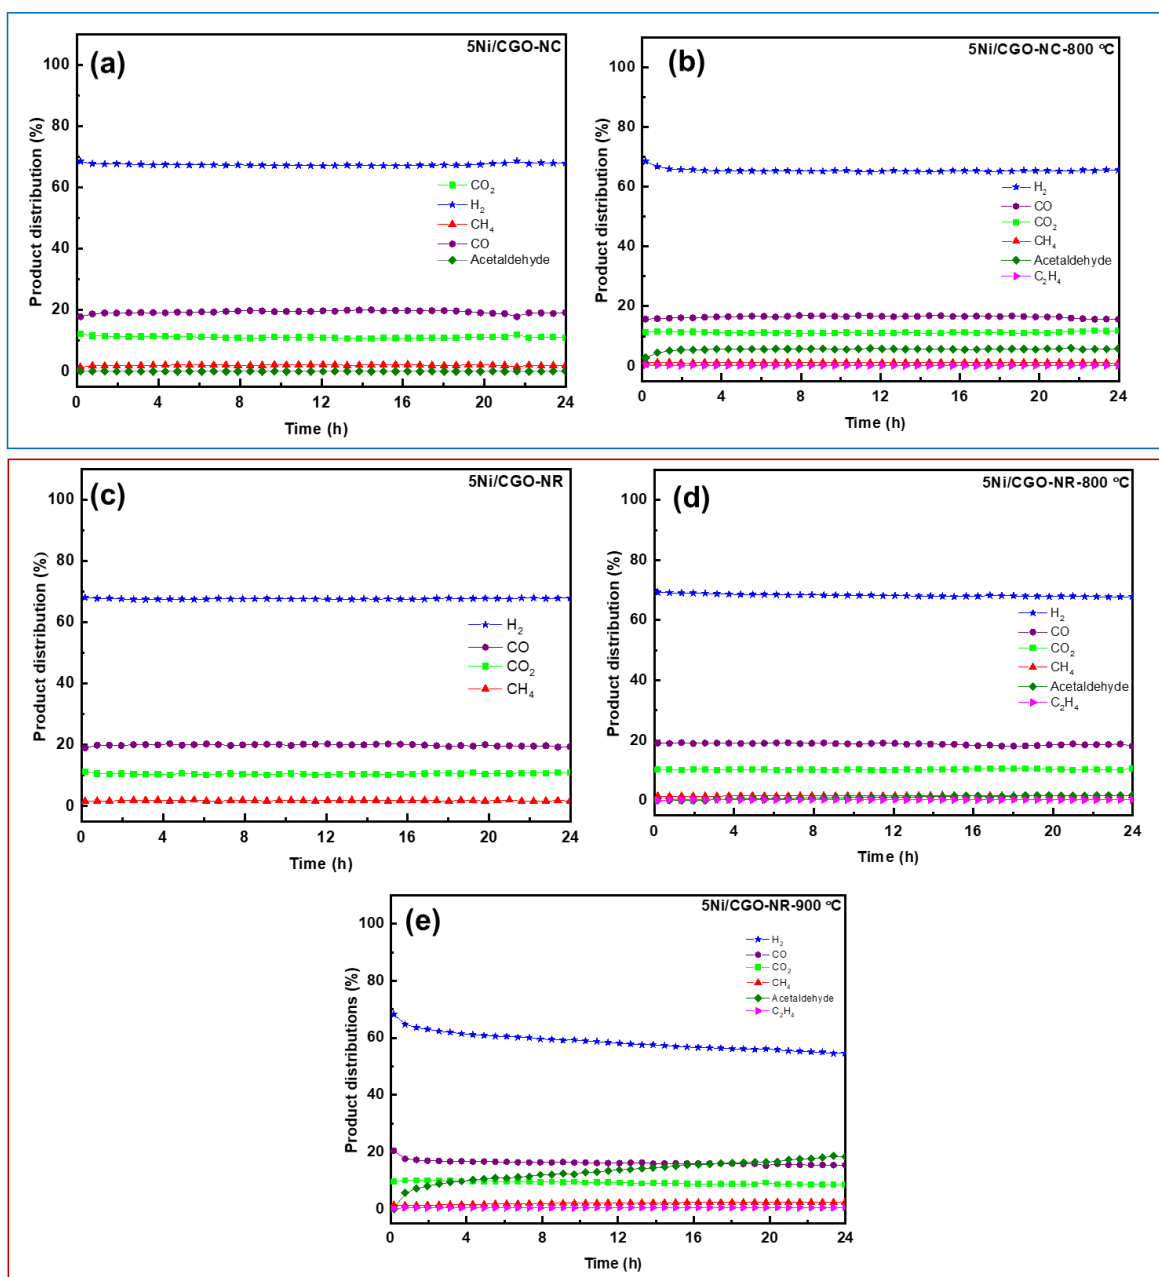 (a)
5Ni/CGO-NC
100
80
60
40
20
0
Product distribution (%)
CO₂
H₂
CH₄
CO
Acetaldehyde
0 4 8 12 16 20 24
Time (h)
(b)
5Ni/CGO-NC-800 °C
100
80
60
40
20
0
Product distribution (%)
H₂
CO
CO₂
CH₄
Acetaldehyde
C₂H₄
0 4 8 12 16 20 24
Time (h)
(c)
5Ni/CGO-NR
100
80
60
40
20
0
Product distribution (%)
H₂
CO
CO₂
CH₄
0 4 8 12 16 20 24
Time (h)
(d)
5Ni/CGO-NR-800 °C
100
80
60
40
20
0
Product distribution (%)
H₂
CO
CO₂
CH₄
Acetaldehyde
C₂H₄
0 4 8 12 16 20 24
Time (h)
(e)
5Ni/CGO-NR-900 °C
100
80
60
40
20
0
Product distributions (%)
H₂
CO
CO₂
CH₄
Acetaldehyde
C₂H₄
0 4 8 12 16 20 24
Time (h)